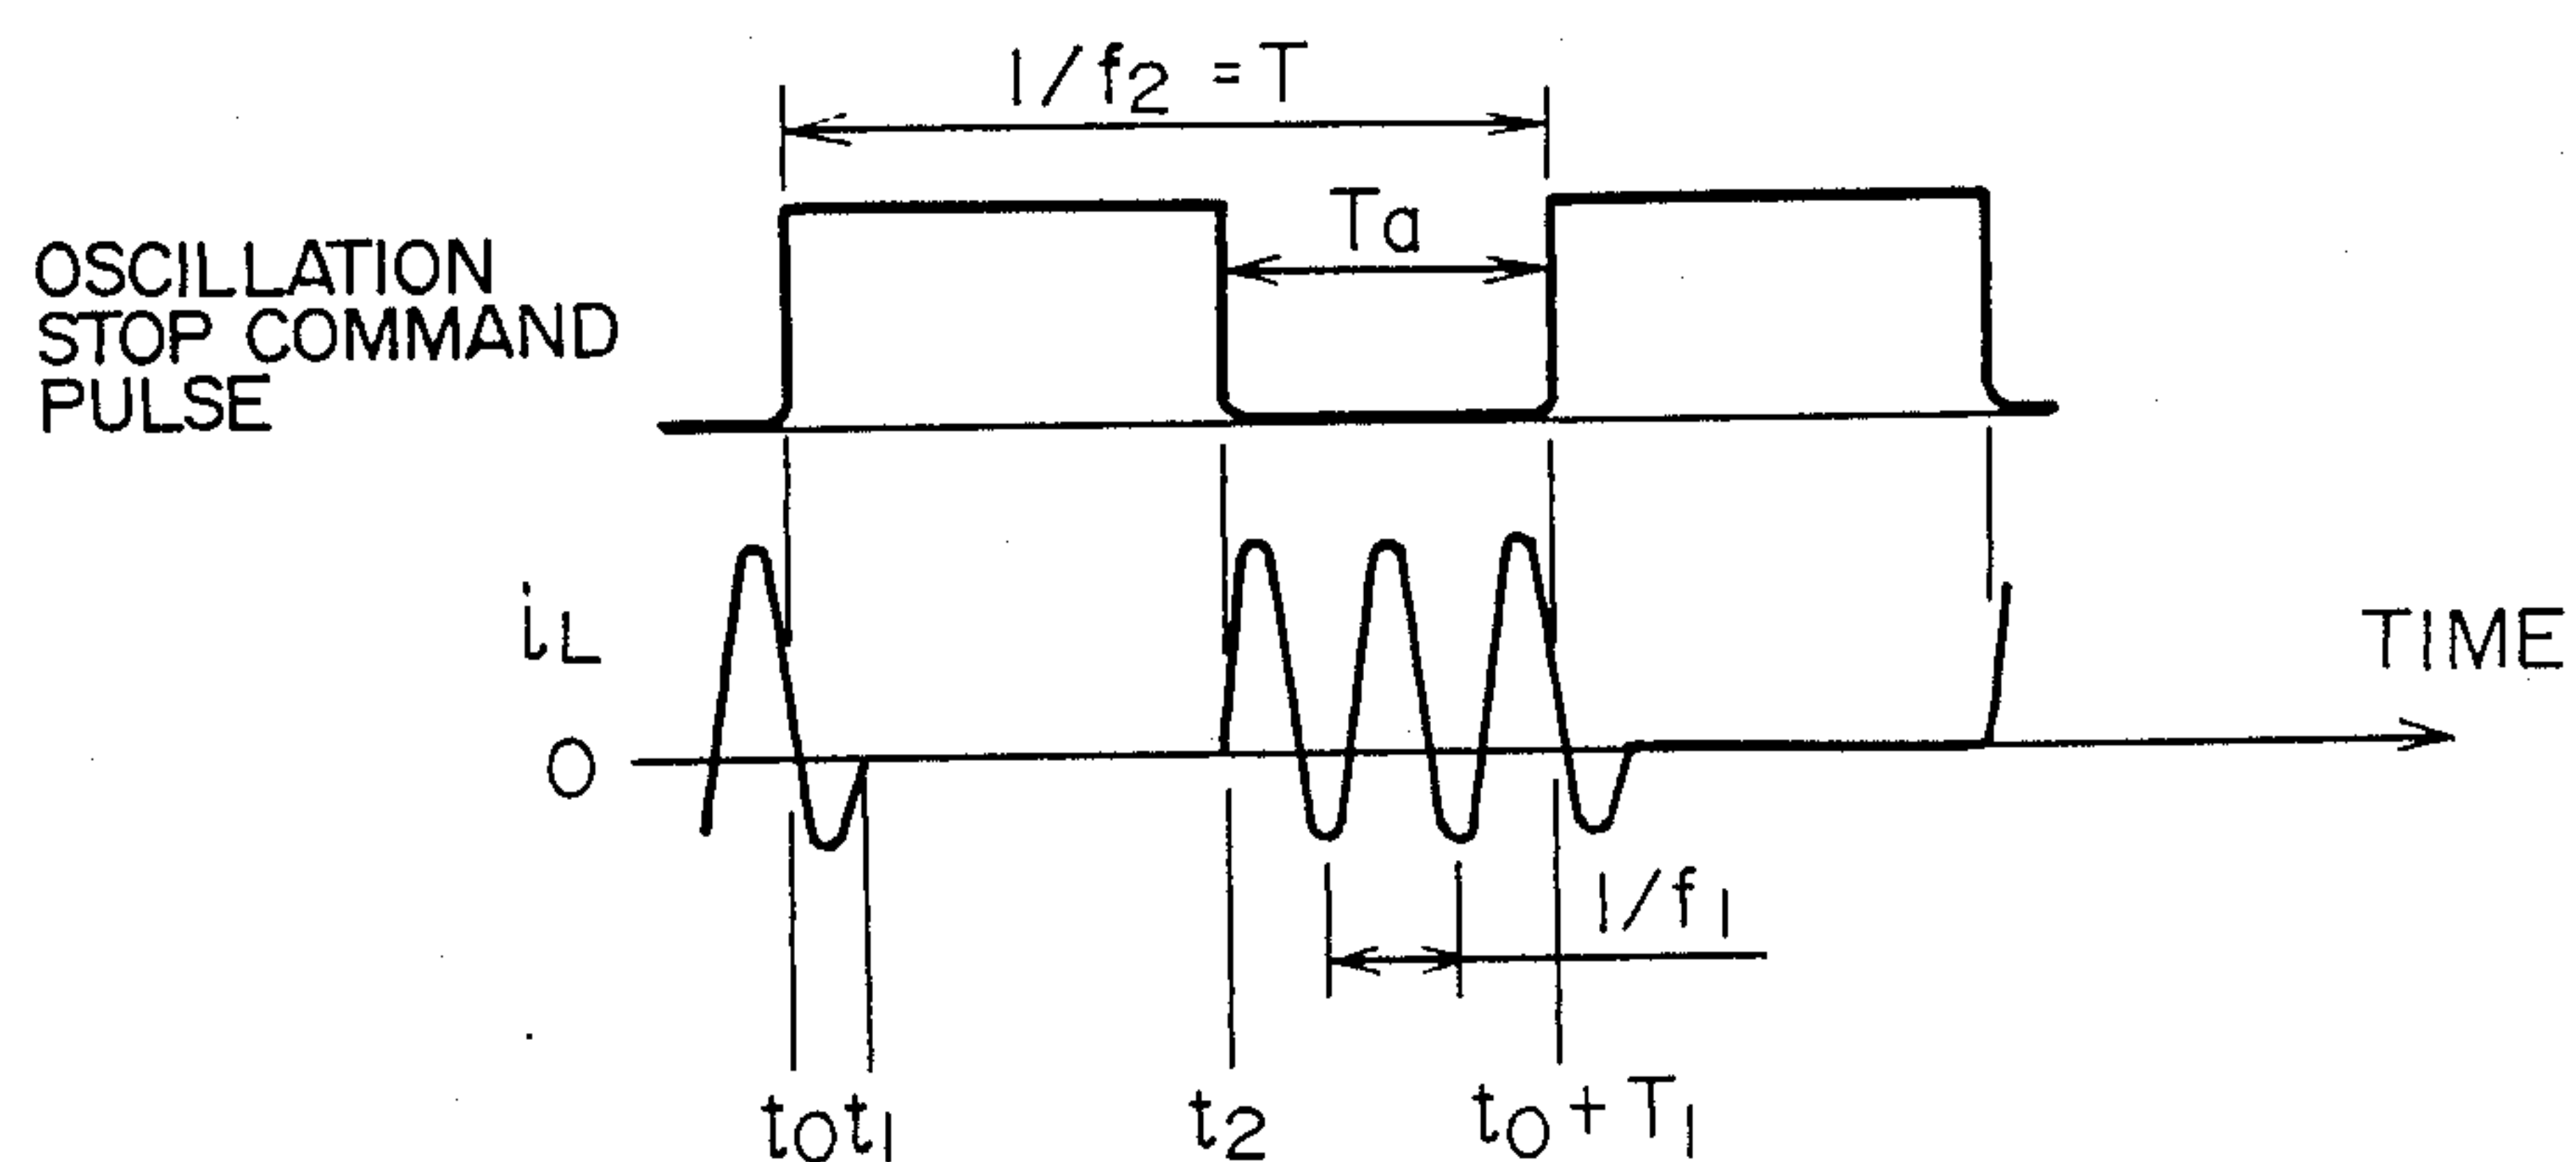 1/f2 = T
Ta
OSCILLATION
STOP COMMAND
PULSE
iL
TIME
0
1/f1
t0 t1 t2 t0+T1